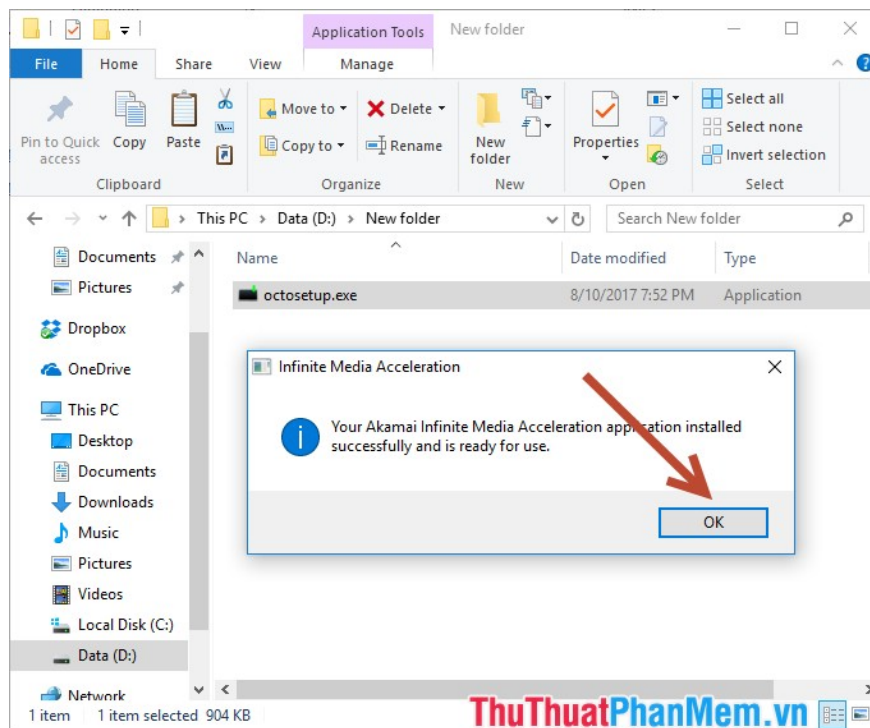 Application Tools
New folder
File
Home
Share
View
Manage
Pin to Quick access
Copy
Paste
Move to
Copy to
Delete
Rename
New folder
Properties
Select all
Select none
Invert selection
Clipboard
Organize
New
Open
Select
This PC > Data (D:) > New folder
Search New folder
Name
Date modified
Type
octosetup.exe
8/10/2017 7:52 PM
Application
Documents
Pictures
Dropbox
OneDrive
This PC
Desktop
Documents
Downloads
Music
Pictures
Videos
Local Disk (C:)
Data (D:)
Network
Infinite Media Acceleration
Your Akamai Infinite Media Acceleration application installed
successfully and is ready for use.
OK
1 item
1 item selected 904 KB
ThuThuatPhanMem.vn